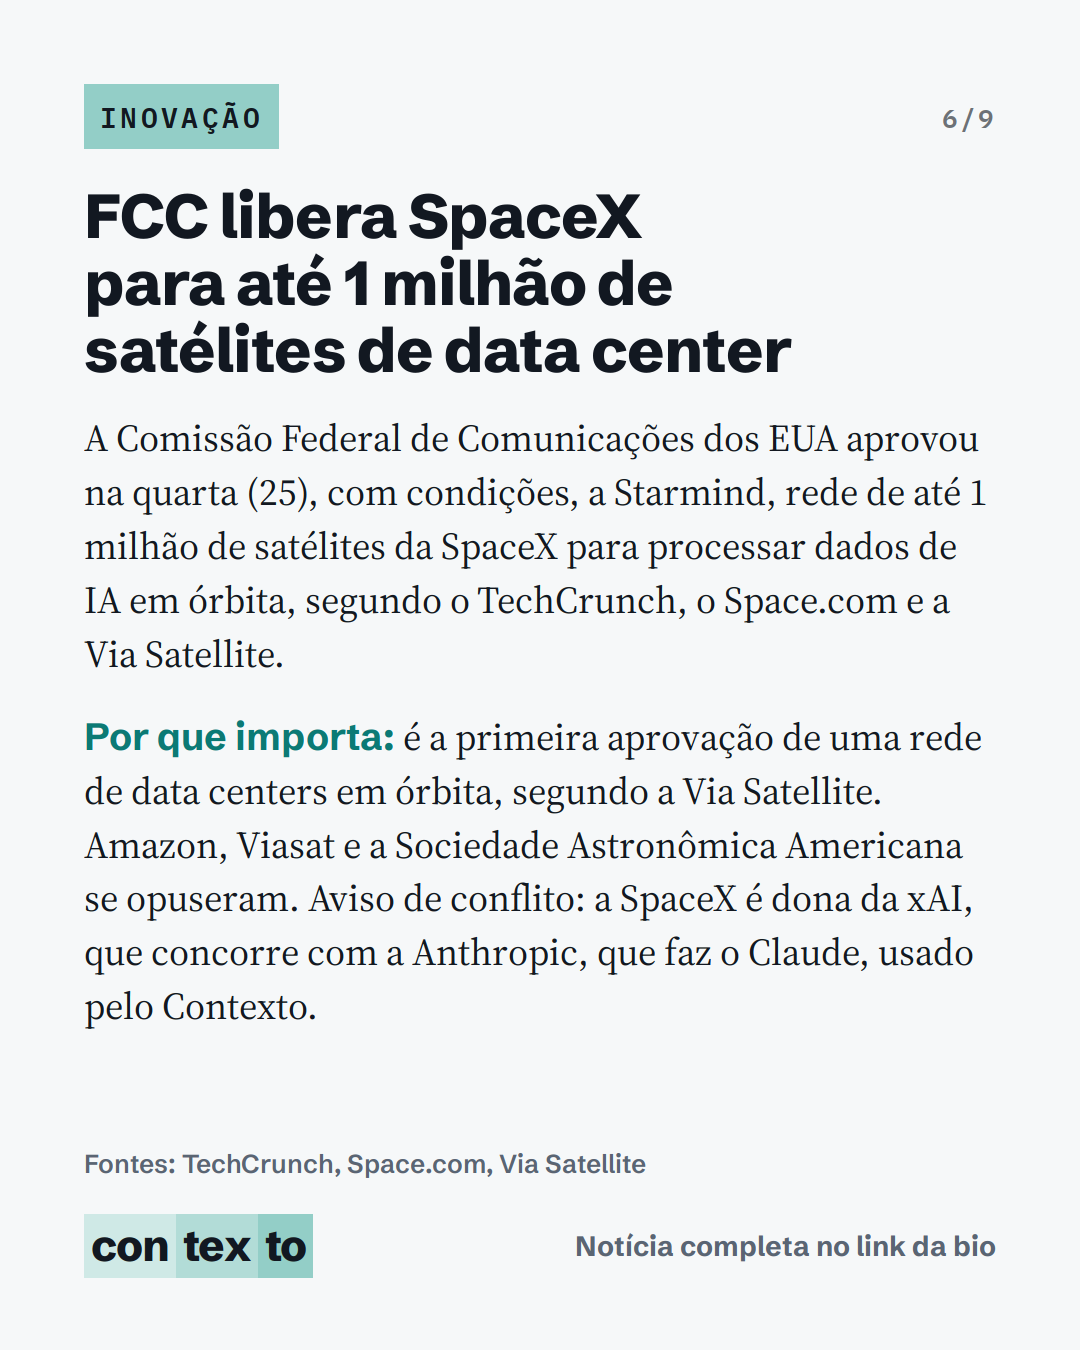 INOVAÇÃO
6/9
FCC libera SpaceX
para até 1 milhão de
satélites de data center
A Comissão Federal de Comunicações dos EUA aprovou
na quarta (25), com condições, a Starmind, rede de até 1
milhão de satélites da SpaceX para processar dados de
IA em órbita, segundo o TechCrunch, o Space.com e a
Via Satellite.
Por que importa: é a primeira aprovação de uma rede
de data centers em órbita, segundo a Via Satellite.
Amazon, Viasat e a Sociedade Astronômica Americana
se opuseram. Aviso de conflito: a SpaceX é dona da xAI,
que concorre com a Anthropic, que faz o Claude, usado
pelo Contexto.
Fontes: TechCrunch, Space.com, Via Satellite
contexto
Notícia completa no link da bio